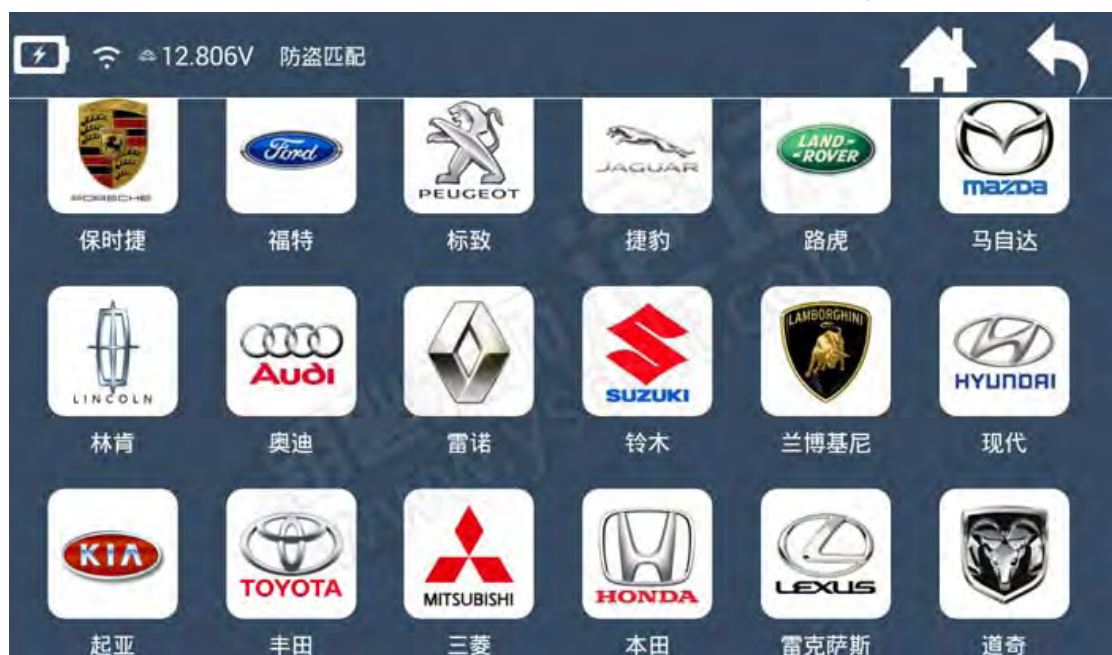 12.806V 防盗匹配
PORSCHE Ford PEUGEOT JAGUAR LAND-ROVER mazda
保时捷 福特 标致 捷豹 路虎 马自达
LINCOLN Audi SUZUKI LAMBORGHINI HYUNDAI
林肯 奥迪 雷诺 铃木 兰博基尼 现代
KIA TOYOTA MITSUBISHI HONDA LEXUS
起亚 丰田 三菱 本田 雷克萨斯 道奇